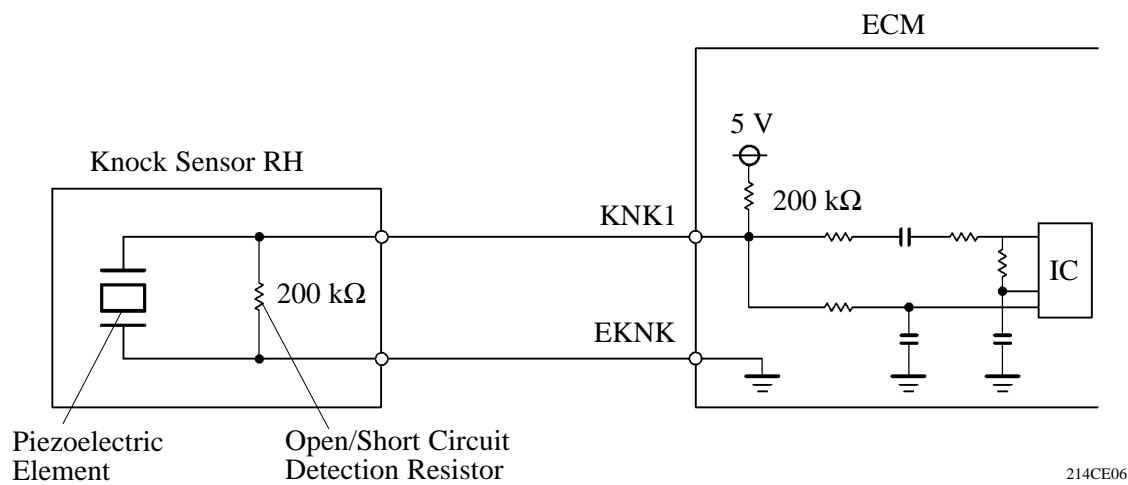 ECM
5 V
Knock Sensor RH
KNK1
200 kΩ
IC
200 kΩ
EKNK
Piezoelectric
Element
Open/Short Circuit
Detection Resistor
214CE06